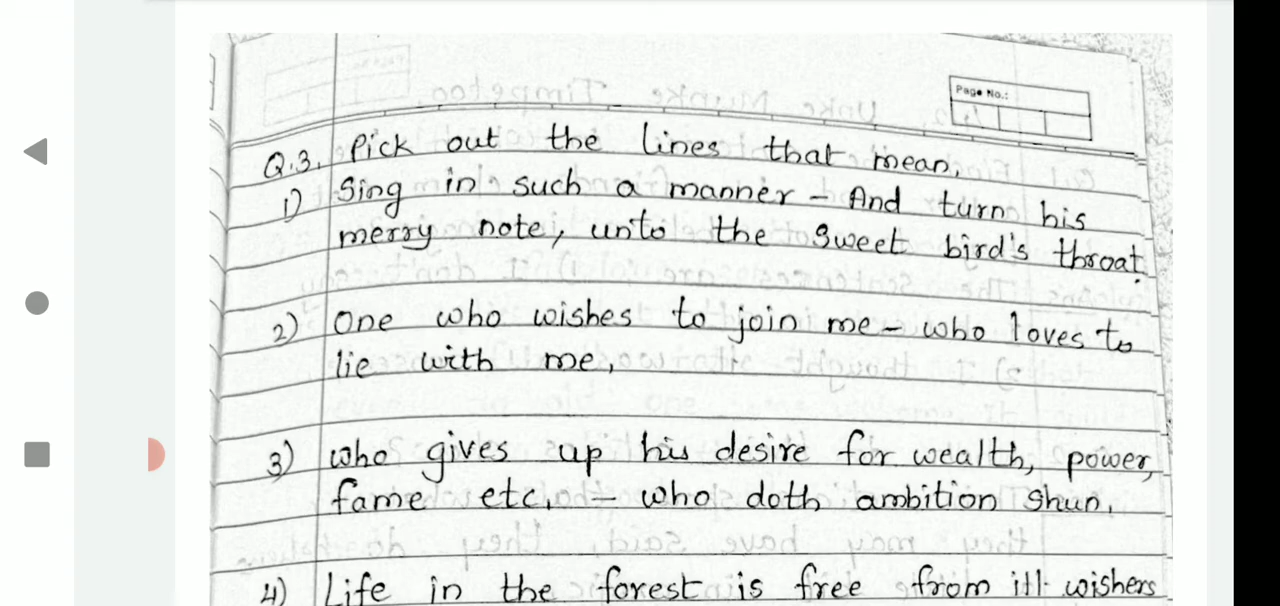 Page No.:
Q.3. Pick out the lines that mean,
1) Sing in such a manner – And turn his
merry note, unto the sweet bird's throat.
2) One who wishes to join me – who loves to
lie with me,
3) who gives up his desire for wealth, power,
fame etc, – who doth ambition shun,
4) Life in the forest is free from ill wishers